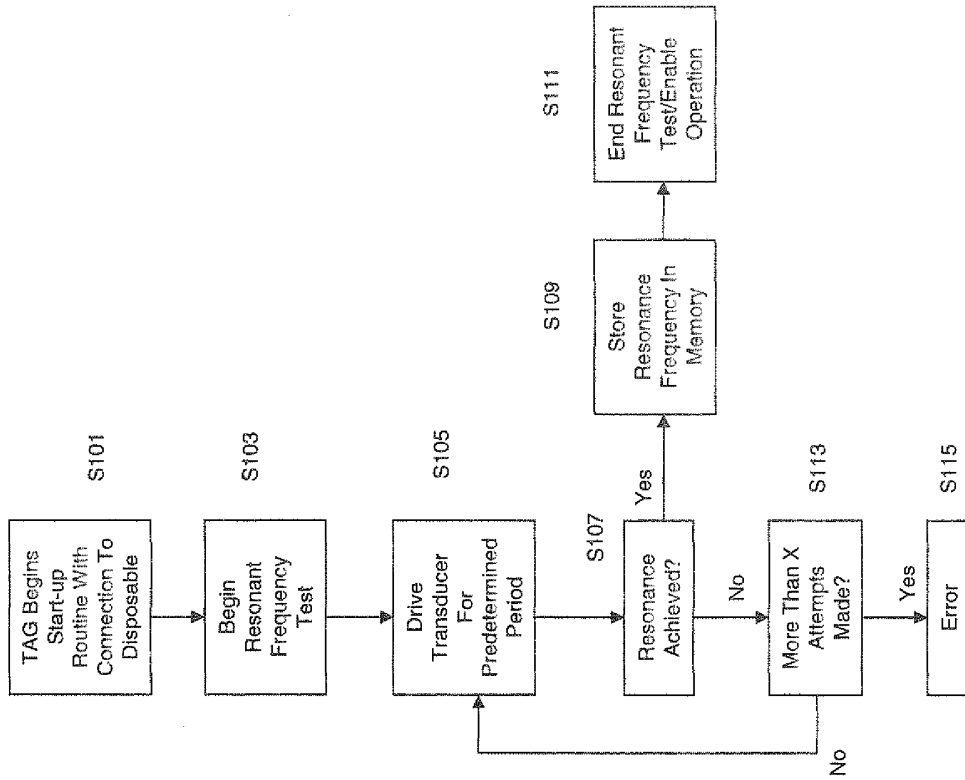 TAG Begins
Start-up
Routine With
Connection To
Disposable
S101
Begin
Resonant
Frequency
Test
S103
Drive
Transducer
For
Predetermined
Period
S105
S107
Resonance
Achieved?
Yes
No
Store
Resonance
Frequency In
Memory
S109
End Resonant
Frequency
Test/Enable
Operation
S111
More Than X
Attempts
Made?
S113
No
Yes
Error
S115